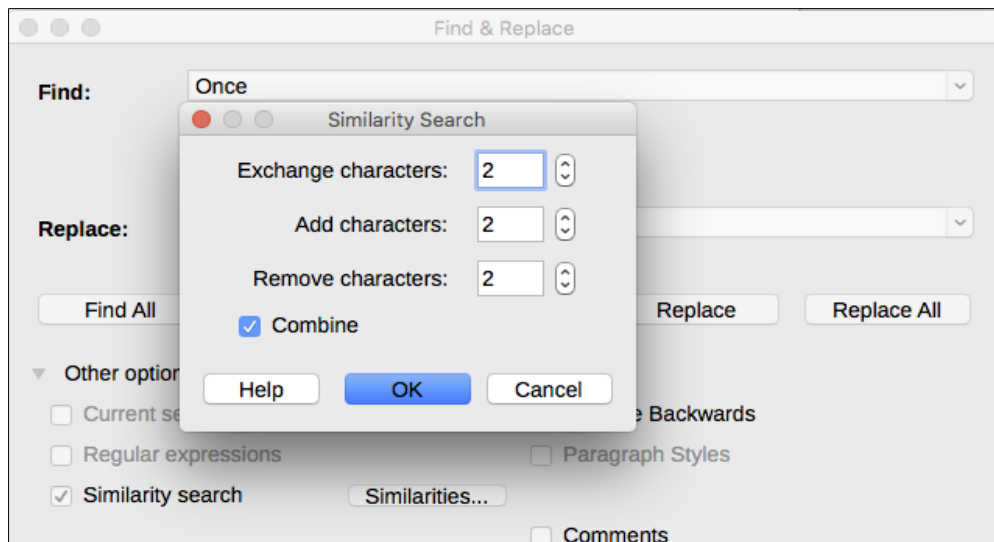 Find & Replace
Find:
Once
Similarity Search
Exchange characters: 2
Add characters: 2
Remove characters: 2
Combine
Help
OK
Cancel
Replace:
Find All
Replace
Replace All
Other option
Current se
Backwards
Regular expressions
Paragraph Styles
Similarity search
Similarities...
Comments